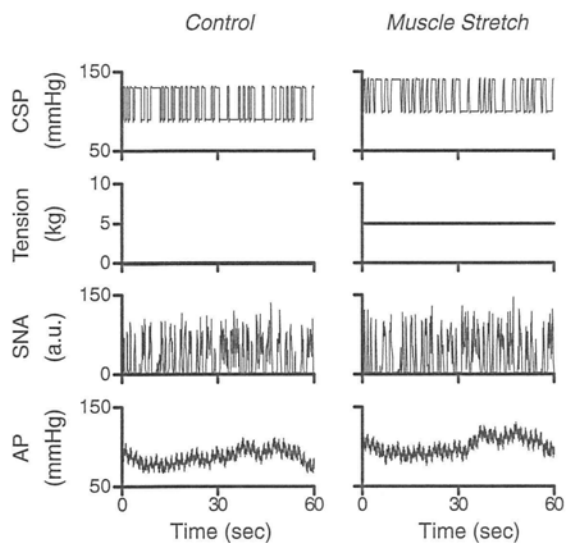 Control
Muscle Stretch
CSP
(mmHg)
150
50
Tension
(kg)
10
5
0
SNA
(a.u.)
150
0
AP
(mmHg)
150
50
0 30 60
0 30 60
Time (sec)
Time (sec)